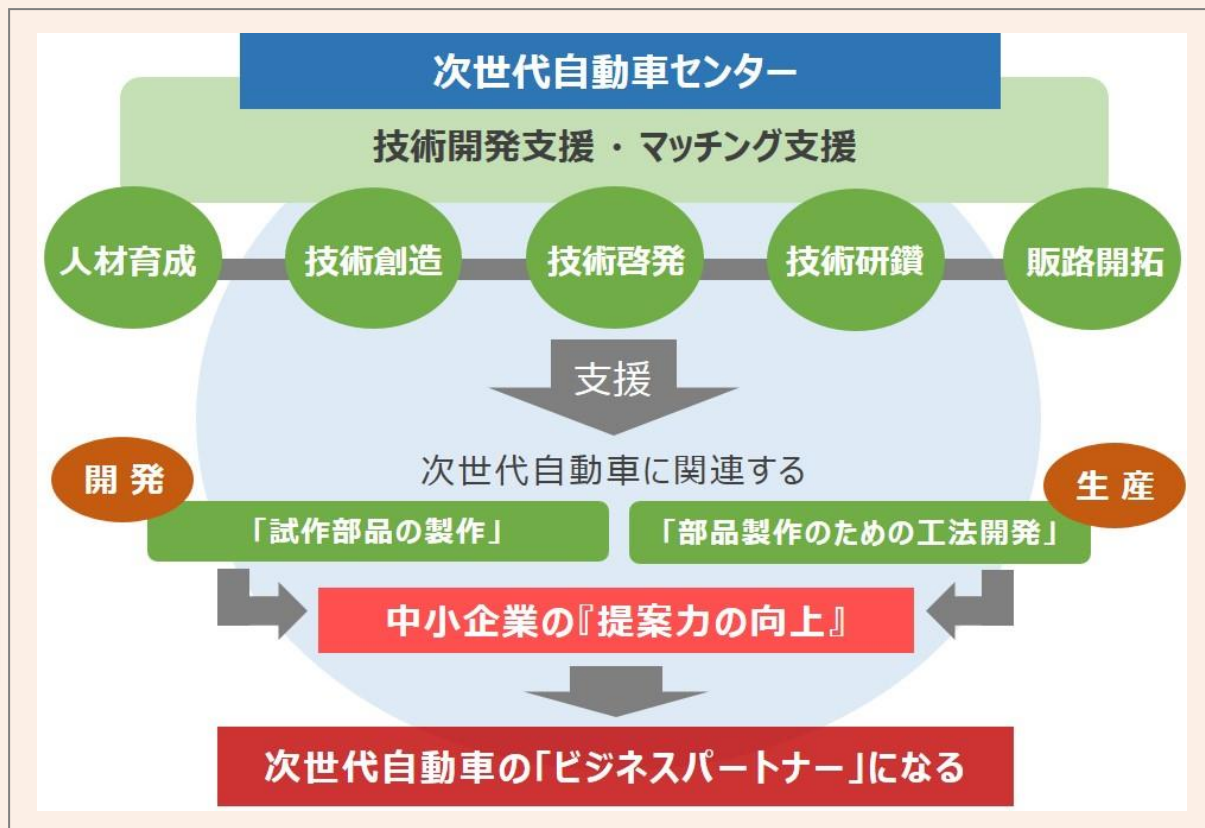 次世代自動車センター
技術開発支援 ・ マッチング支援
人材育成
技術創造
技術啓発
技術研鑽
販路開拓
支援
次世代自動車に関連する
開 発
生 産
「試作部品の製作」
「部品製作のための工法開発」
中小企業の『提案力の向上』
次世代自動車の「ビジネスパートナー」になる